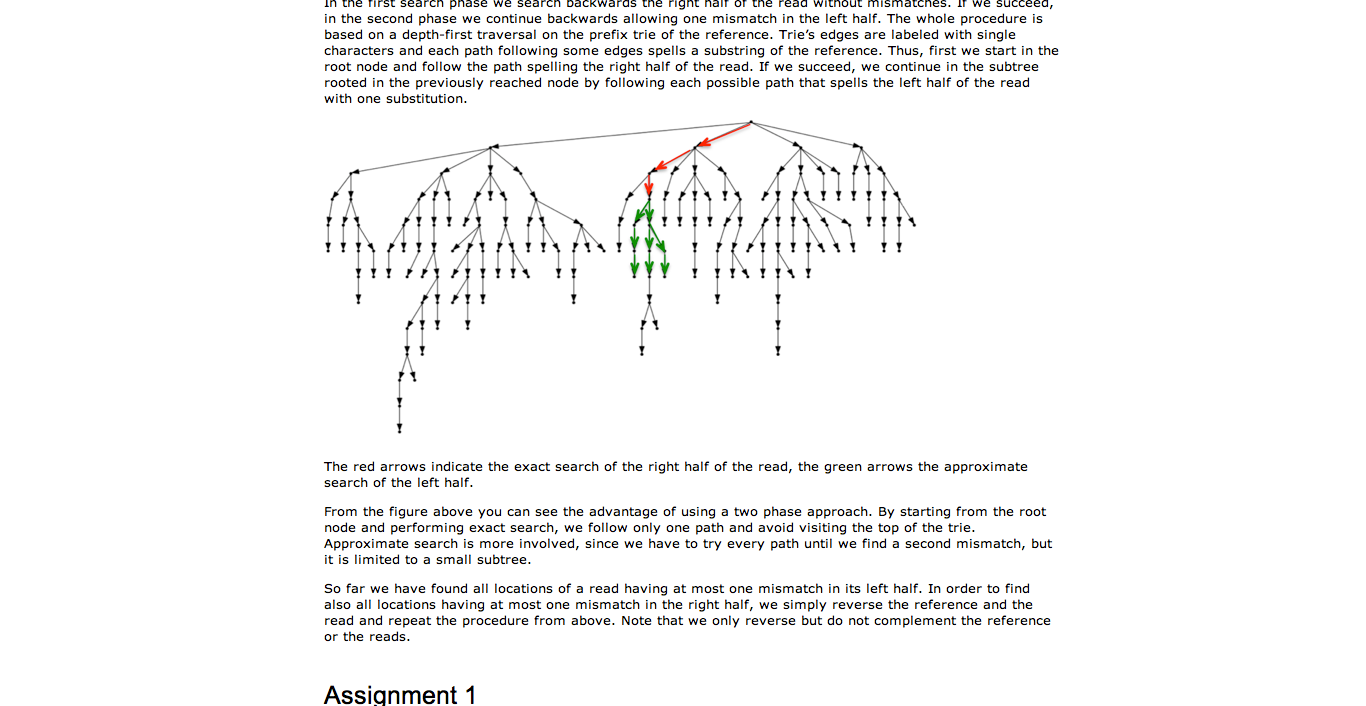 In the first search phase we search backwards the right half of the read without mismatches. If we succeed,
in the second phase we continue backwards allowing one mismatch in the left half. The whole procedure is
based on a depth-first traversal on the prefix trie of the reference. Trie’s edges are labeled with single
characters and each path following some edges spells a substring of the reference. Thus, first we start in the
root node and follow the path spelling the right half of the read. If we succeed, we continue in the subtree
rooted in the previously reached node by following each possible path that spells the left half of the read
with one substitution.
The red arrows indicate the exact search of the right half of the read, the green arrows the approximate
search of the left half.
From the figure above you can see the advantage of using a two phase approach. By starting from the root
node and performing exact search, we follow only one path and avoid visiting the top of the trie.
Approximate search is more involved, since we have to try every path until we find a second mismatch, but
it is limited to a small subtree.
So far we have found all locations of a read having at most one mismatch in its left half. In order to find
also all locations having at most one mismatch in the right half, we simply reverse the reference and the
read and repeat the procedure from above. Note that we only reverse but do not complement the reference
or the reads.
Assignment 1